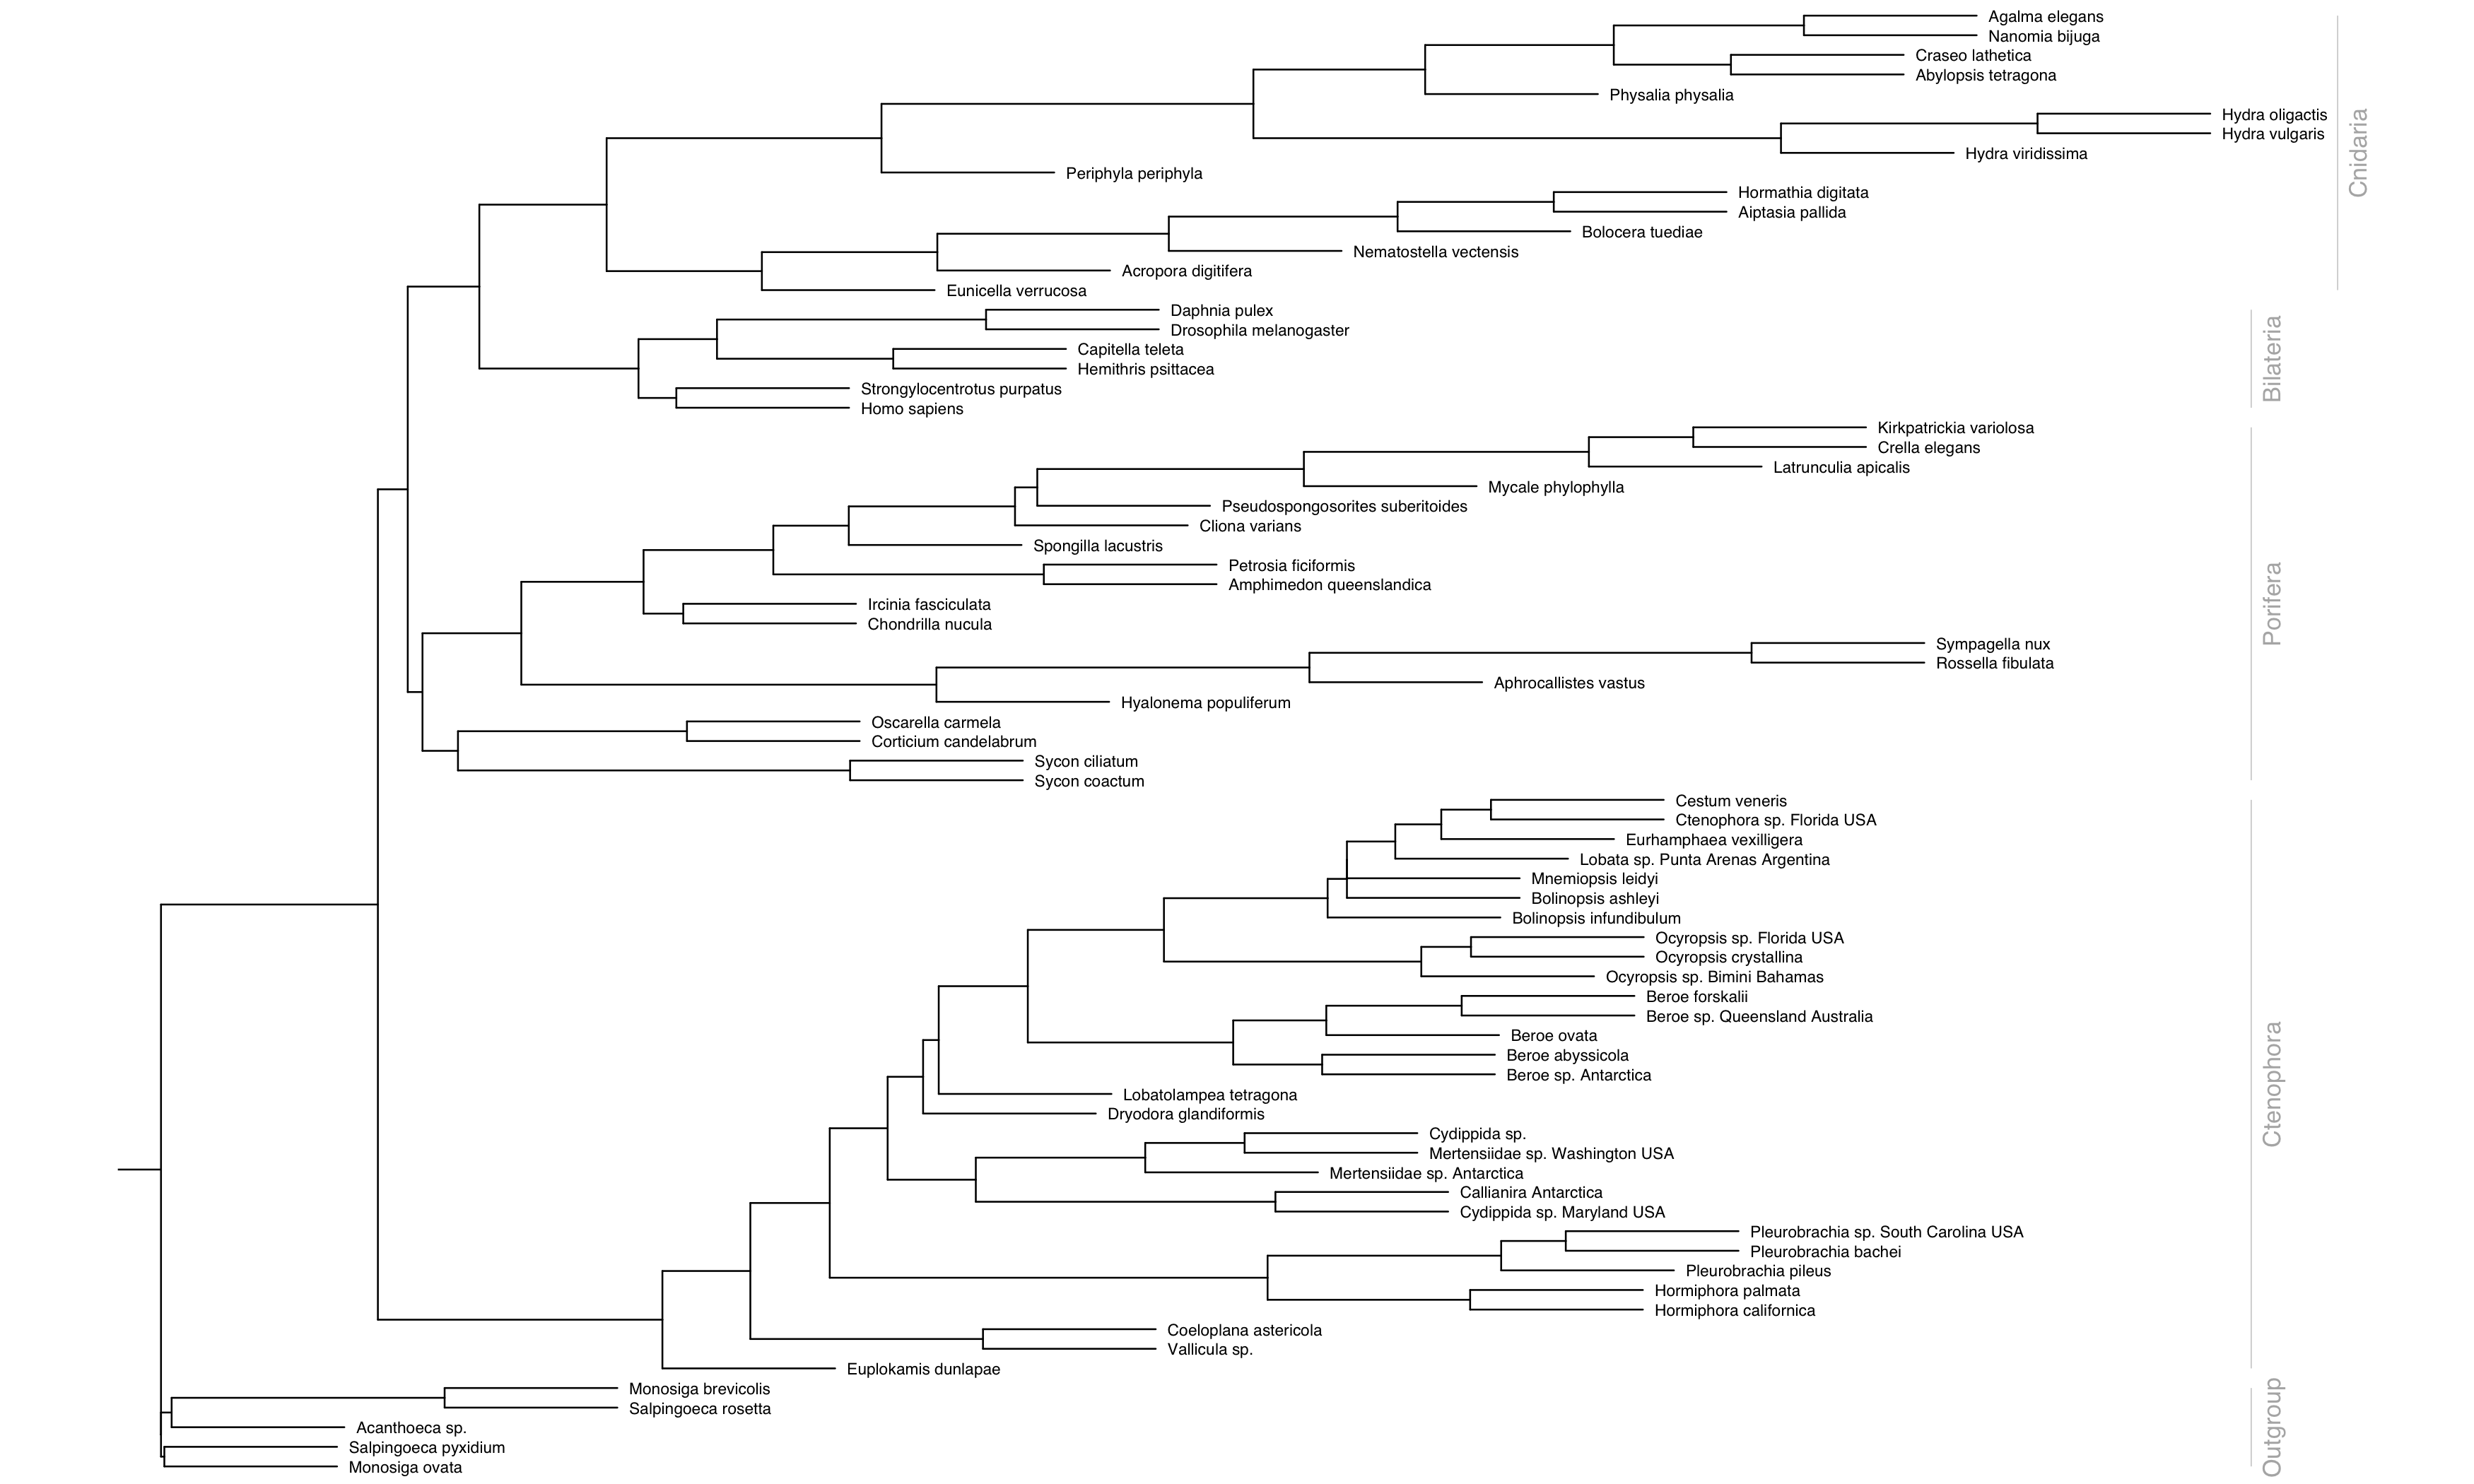 Agalma elegans
Nanomia bijuga
Craseo lathetica
Abylopsis tetragona
Physalia physalia
Hydra oligactis
Hydra vulgaris
Hydra viridissima
Periphyla periphyla
Hormathia digitata
Aiptasia pallida
Bolocera tuediae
Nematostella vectensis
Acropora digitifera
Eunicella verrucosa
Cnidaria
Daphnia pulex
Drosophila melanogaster
Capitella teleta
Hemithris psittacea
Strongylocentrotus purpatus
Homo sapiens
Bilateria
Kirkpatrickia variolosa
Crella elegans
Latrunculia apicalis
Mycale phylophylla
Pseudospongosorites suberitoides
Cliona varians
Spongilla lacustris
Petrosia ficiformis
Amphimedon queenslandica
Ircinia fasciculata
Chondrilla nucula
Sympagella nux
Rossella fibulata
Aphrocallistes vastus
Hyalonema populiferum
Oscarella carmela
Corticium candelabrum
Sycon ciliatum
Sycon coactum
Porifera
Cestum veneris
Ctenophora sp. Florida USA
Eurhamphaea vexilligera
Lobata sp. Punta Arenas Argentina
Mnemiopsis leidyi
Bolinopsis ashleyi
Bolinopsis infundibulum
Ocyropsis sp. Florida USA
Ocyropsis crystallina
Ocyropsis sp. Bimini Bahamas
Beroe forskalii
Beroe sp. Queensland Australia
Beroe ovata
Beroe abyssicola
Beroe sp. Antarctica
Lobatolampea tetragona
Dryodora glandiformis
Cydippida sp.
Mertensiidae sp. Washington USA
Mertensiidae sp. Antarctica
Callianira Antarctica
Cydippida sp. Maryland USA
Pleurobrachia sp. South Carolina USA
Pleurobrachia bachei
Pleurobrachia pileus
Hormiphora palmata
Hormiphora californica
Coeloplana astericola
Vallicula sp.
Euplokamis dunlapae
Ctenophora
Monosiga brevicolis
Salpingoeca rosetta
Acanthoeca sp.
Salpingoeca pyxidium
Monosiga ovata
Outgroup